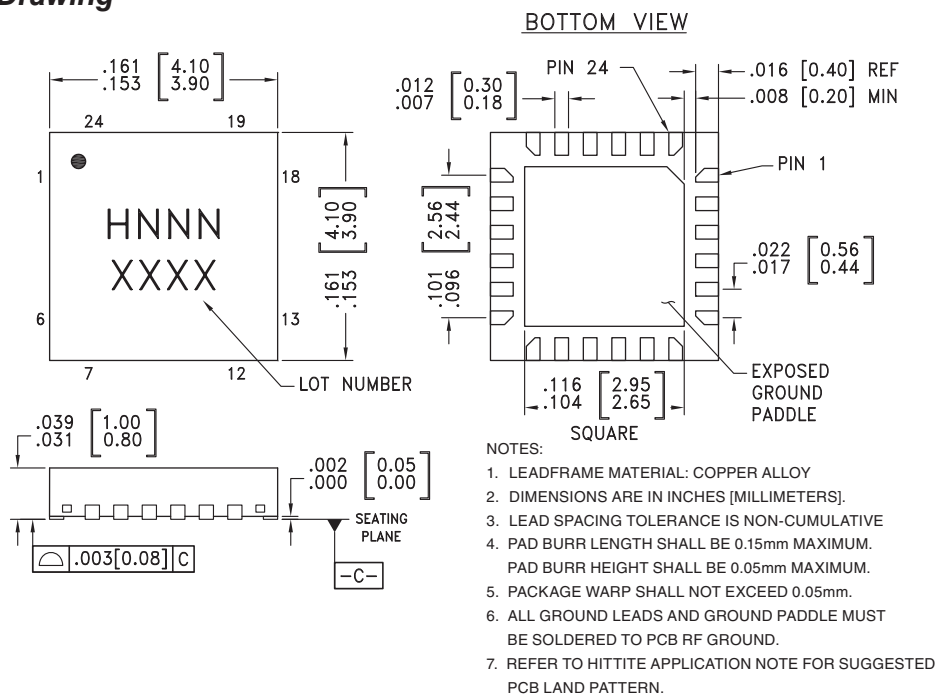 Drawing
BOTTOM VIEW
.161 [4.10]
.153 [3.90]
24
19
1
18
HNNN
XXXX
6
13
7
12
LOT NUMBER
.161 [4.10]
.153 [3.90]
.012 [0.30]
.007 [0.18]
PIN 24
.016 [0.40] REF
.008 [0.20] MIN
PIN 1
.101 [2.56]
.096 [2.44]
.022 [0.56]
.017 [0.44]
.116 [2.95]
.104 [2.65]
SQUARE
EXPOSED
GROUND
PADDLE
.039 [1.00]
.031 [0.80]
.002 [0.05]
.000 [0.00]
SEATING
PLANE
⌓ .003[0.08] C
-C-
NOTES:
1. LEADFRAME MATERIAL: COPPER ALLOY
2. DIMENSIONS ARE IN INCHES [MILLIMETERS].
3. LEAD SPACING TOLERANCE IS NON-CUMULATIVE
4. PAD BURR LENGTH SHALL BE 0.15mm MAXIMUM.
PAD BURR HEIGHT SHALL BE 0.05mm MAXIMUM.
5. PACKAGE WARP SHALL NOT EXCEED 0.05mm.
6. ALL GROUND LEADS AND GROUND PADDLE MUST
BE SOLDERED TO PCB RF GROUND.
7. REFER TO HITTITE APPLICATION NOTE FOR SUGGESTED
PCB LAND PATTERN.